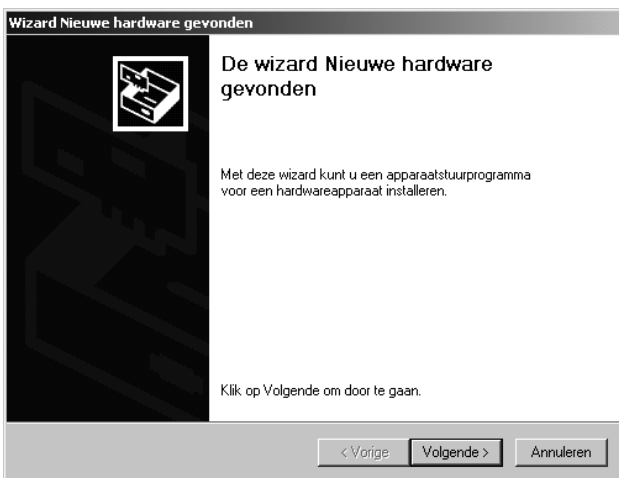 Wizard Nieuwe hardware gevonden
De wizard Nieuwe hardware
gevonden
Met deze wizard kunt u een apparaatstuurprogramma
voor een hardwareapparaat installeren.
Klik op Volgende om door te gaan.
< Vorige Volgende > Annuleren